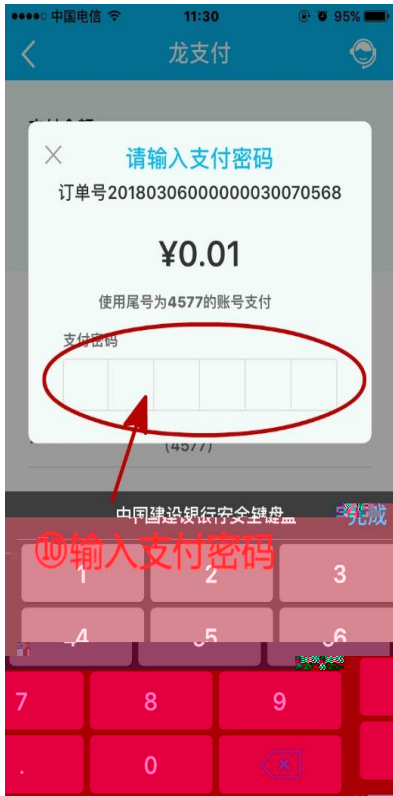 中国电信 11:30 95%
龙支付
请输入支付密码
订单号20180306000000030070568
¥0.01
使用尾号为4577的账号支付
支付密码
(4577)
中国建设银行安全键盘 完成
⑩输入支付密码
1 2 3
4 5 6
7 8 9
. 0